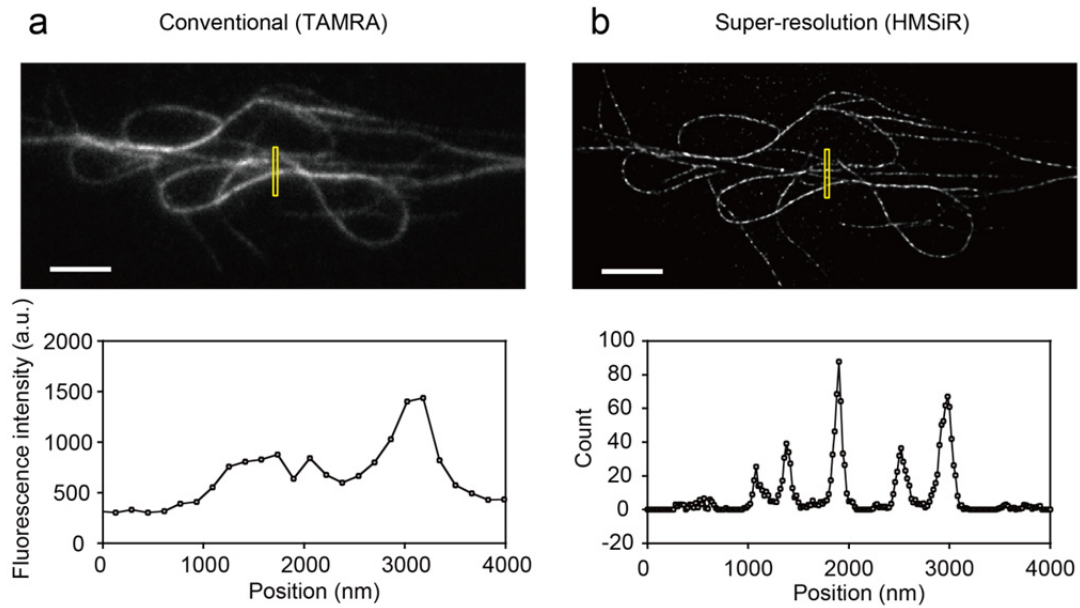 a Conventional (TAMRA)
b Super-resolution (HMSiR)
Fluorescence intensity (a.u.)
2000
1500
1000
500
0
0 1000 2000 3000 4000
Position (nm)
Count
100
80
60
40
20
0
-20
0 1000 2000 3000 4000
Position (nm)